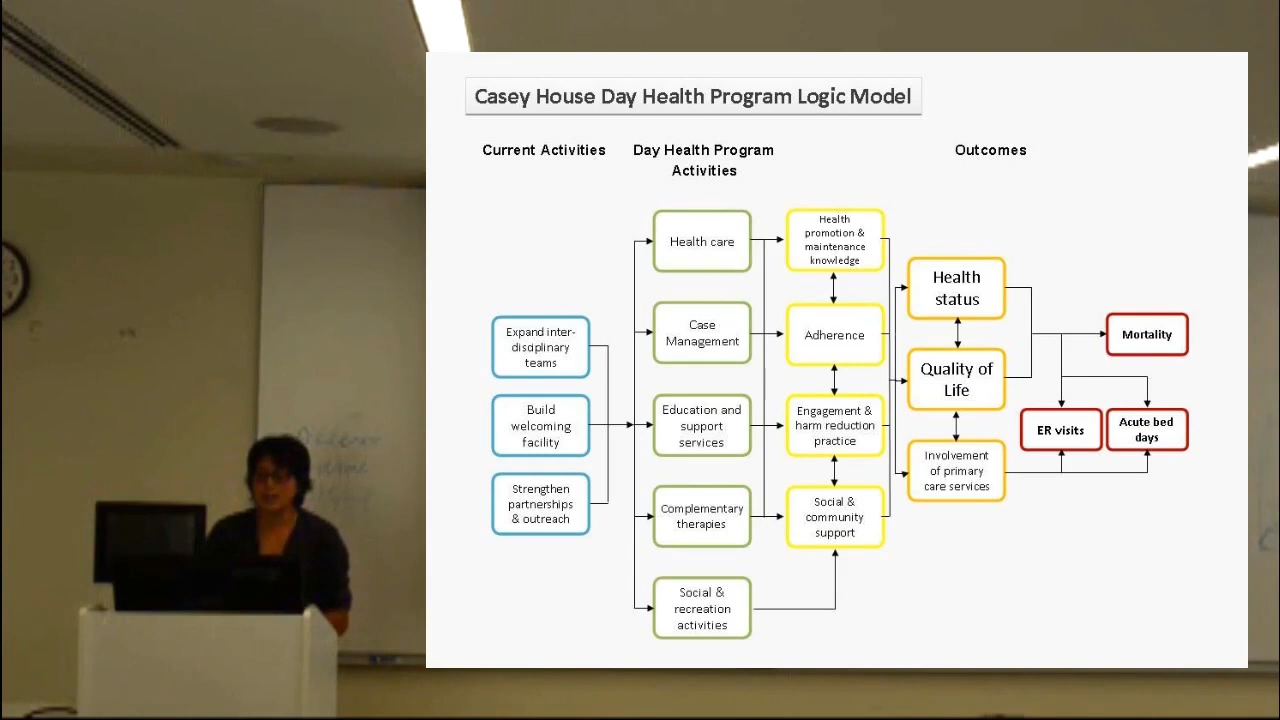 Casey House Day Health Program Logic Model
Current Activities
Day Health Program
Activities
Outcomes
Expand inter-
disciplinary
teams
Build
welcoming
facility
Strengthen
partnerships
& outreach
Health care
Case
Management
Education and
support
services
Complementary
therapies
Social &
recreation
activities
Health
promotion &
maintenance
knowledge
Adherence
Engagement &
harm reduction
practice
Social &
community
support
Health
status
Quality of
Life
Involvement
of primary
care services
Mortality
ER visits
Acute bed
days